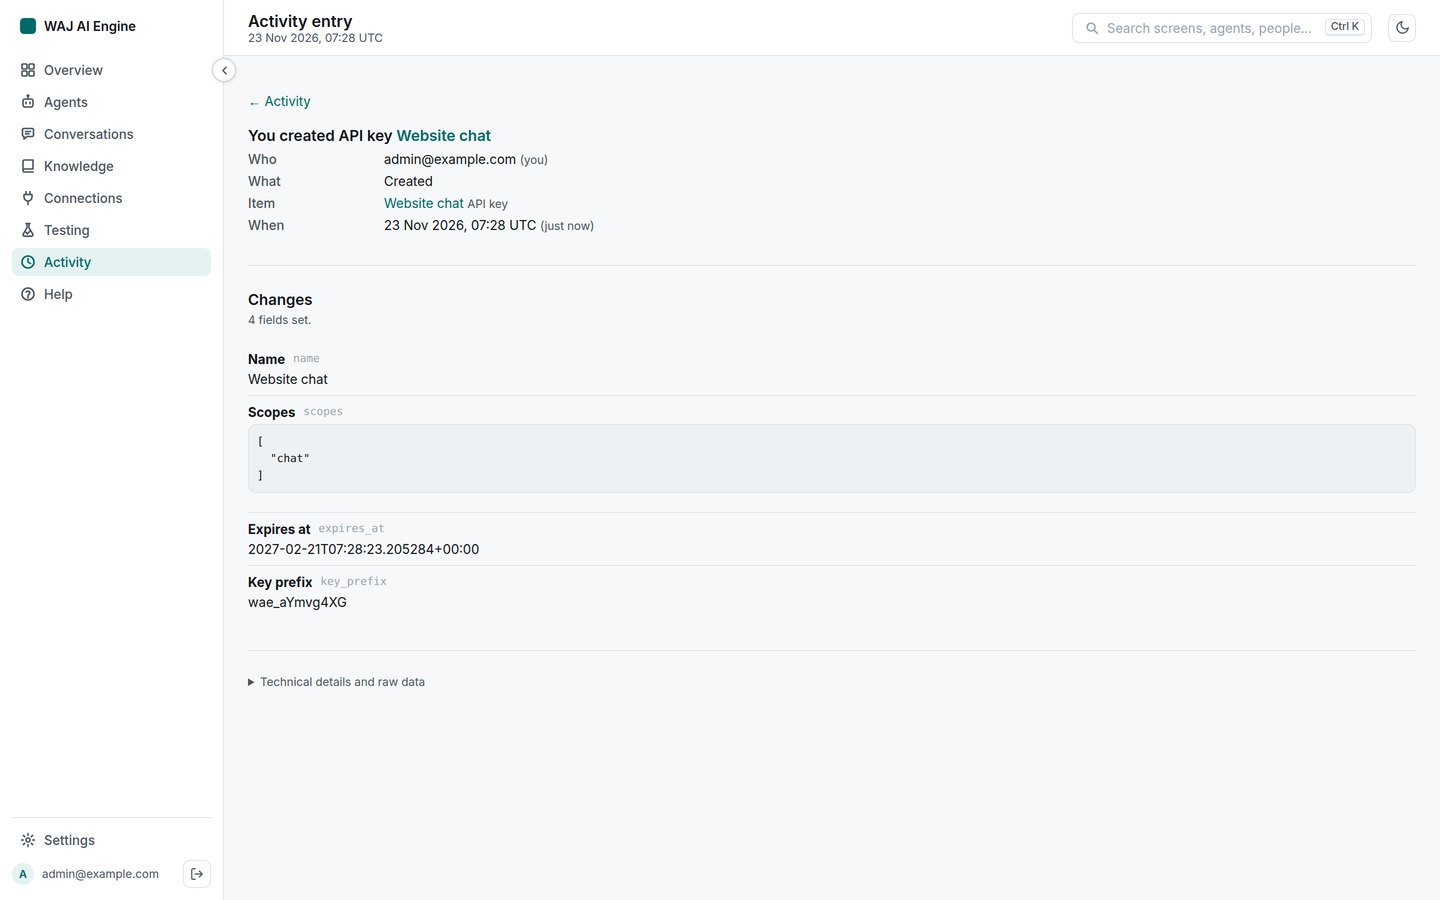 WAJ AI Engine
Overview
Agents
Conversations
Knowledge
Connections
Testing
Activity
Help
Settings
A admin@example.com
Activity entry
23 Nov 2026, 07:28 UTC
Search screens, agents, people... Ctrl K
← Activity
You created API key Website chat
Who admin@example.com (you)
What Created
Item Website chat API key
When 23 Nov 2026, 07:28 UTC (just now)
Changes
4 fields set.
Name name
Website chat
Scopes scopes
[
"chat"
]
Expires at expires_at
2027-02-21T07:28:23.205284+00:00
Key prefix key_prefix
wae_aYmvg4XG
Technical details and raw data